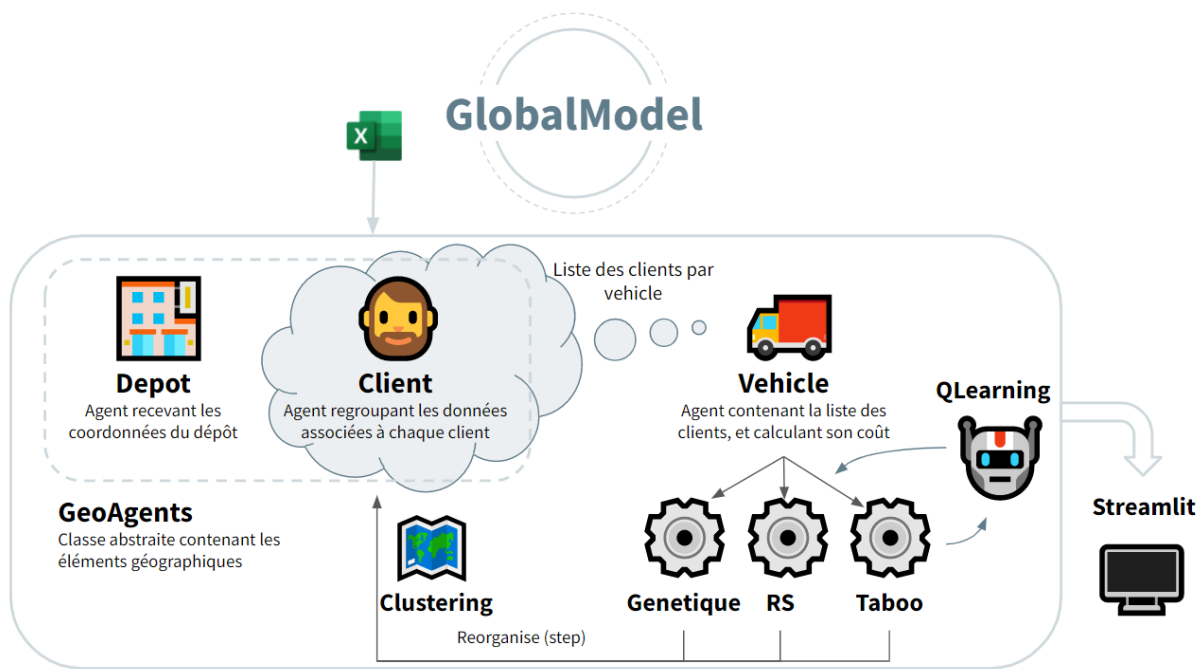 GlobalModel
X
Liste des clients par
vehicle
Depot
Agent recevant les
coordonnées du dépôt
Client
Agent regroupant les données
associées à chaque client
Vehicle
Agent contenant la liste des
clients, et calculant son coût
QLearning
GeoAgents
Classe abstraite contenant les
éléments géographiques
Streamlit
Clustering
Genetique
RS
Taboo
Reorganise (step)